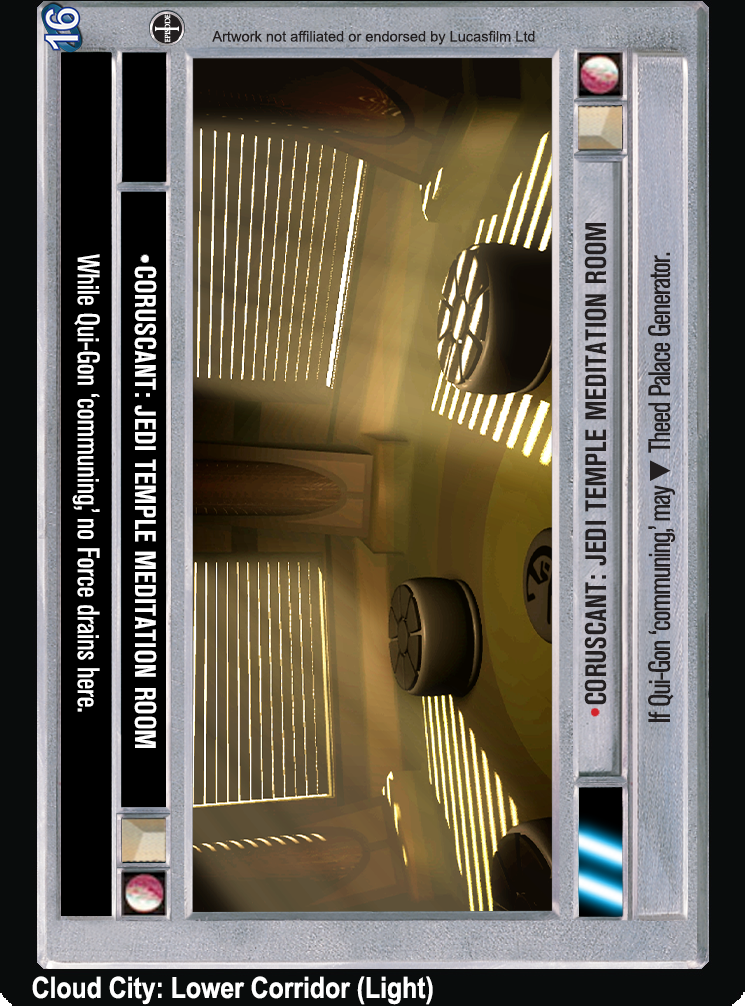 16
Artwork not affiliated or endorsed by Lucasfilm Ltd
While Qui-Gon ‘communing,’ no Force drains here.
•CORUSCANT: JEDI TEMPLE MEDITATION ROOM
•CORUSCANT: JEDI TEMPLE MEDITATION ROOM
If Qui-Gon ‘communing,’ may ▼ Theed Palace Generator.
Cloud City: Lower Corridor (Light)